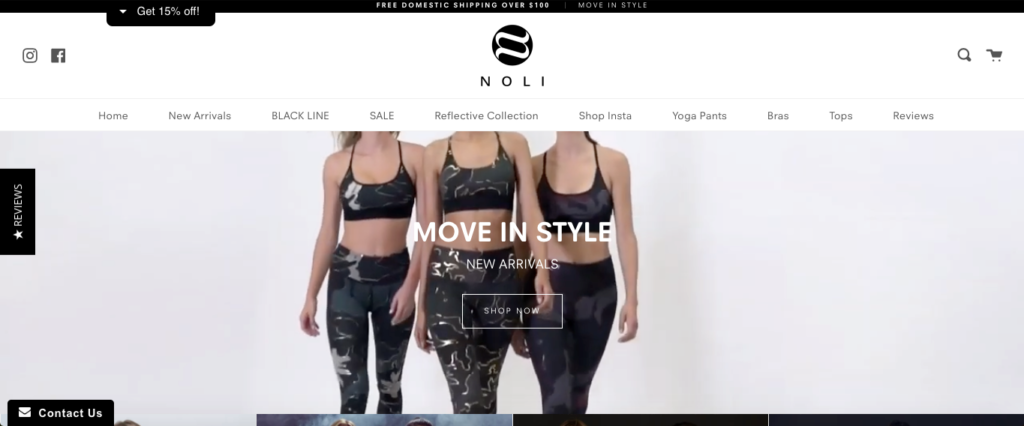 FREE DOMESTIC SHIPPING OVER $100 | MOVE IN STYLE
Get 15% off!
NOLI
Home New Arrivals BLACK LINE SALE Reflective Collection Shop Insta Yoga Pants Bras Tops Reviews
★ REVIEWS
MOVE IN STYLE
NEW ARRIVALS
SHOP NOW
Contact Us